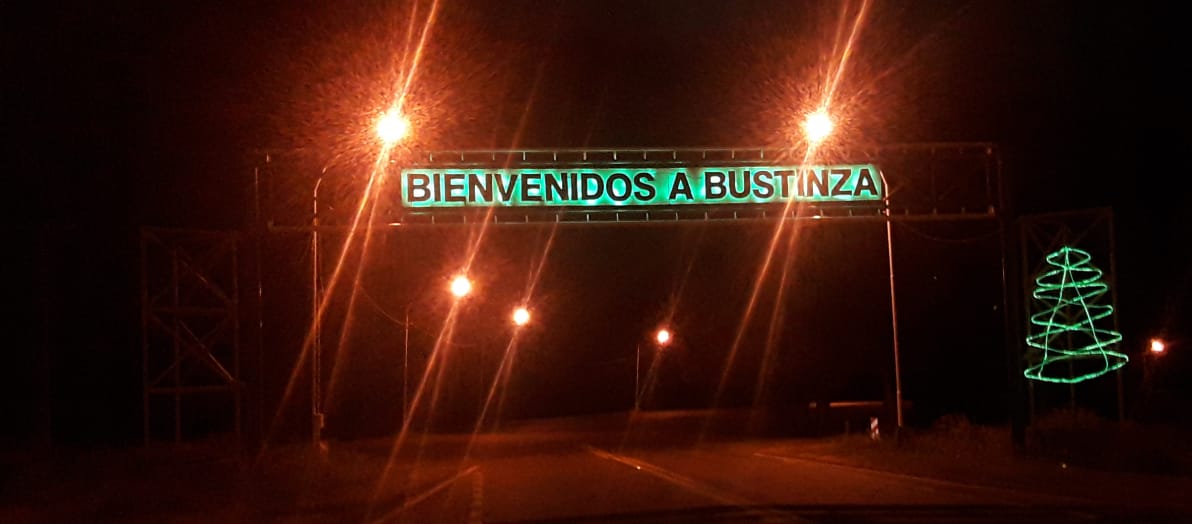 BIENVENIDOS A BUSTINZA